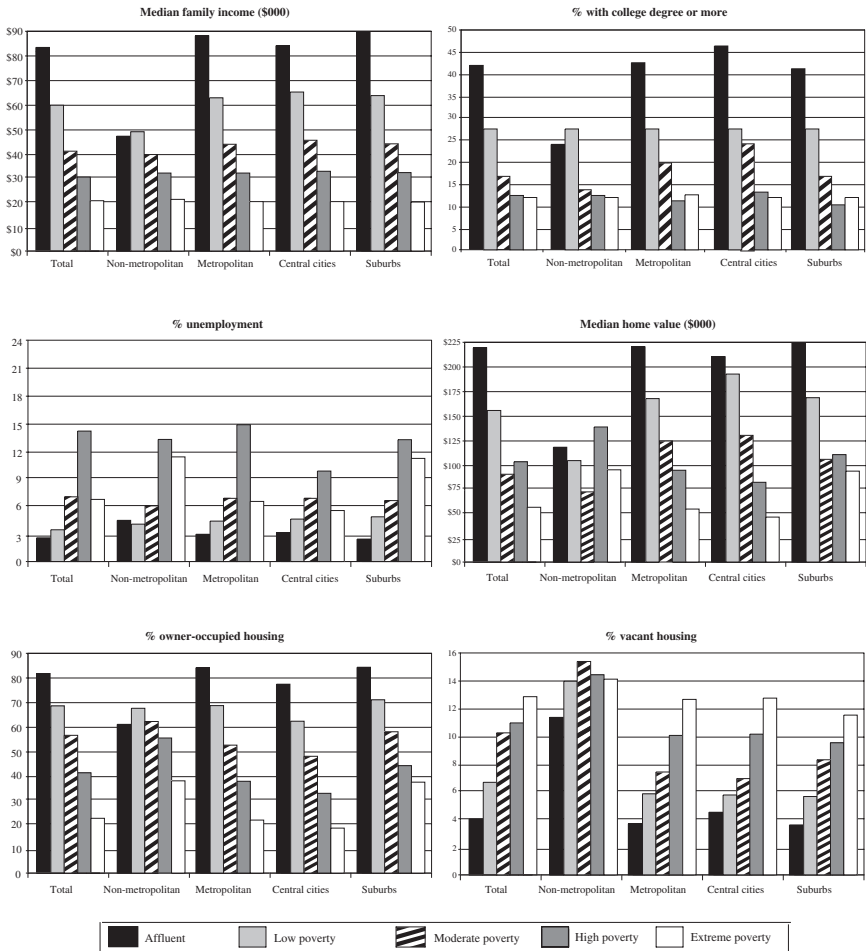 Median family income ($000)
$90
$80
$70
$60
$50
$40
$30
$20
$10
$0
Total
Non-metropolitan
Metropolitan
Central cities
Suburbs
% with college degree or more
50
45
40
35
30
25
20
15
10
5
0
Total
Non-metropolitan
Metropolitan
Central cities
Suburbs
% unemployment
24
21
18
15
12
9
6
3
0
Total
Non-metropolitan
Metropolitan
Central cities
Suburbs
Median home value ($000)
$225
$200
$175
$150
$125
$100
$75
$50
$25
$0
Total
Non-metropolitan
Metropolitan
Central cities
Suburbs
% owner-occupied housing
90
80
70
60
50
40
30
20
10
0
Total
Non-metropolitan
Metropolitan
Central cities
Suburbs
% vacant housing
16
14
12
10
8
6
4
2
0
Total
Non-metropolitan
Metropolitan
Central cities
Suburbs
Affluent
Low poverty
Moderate poverty
High poverty
Extreme poverty